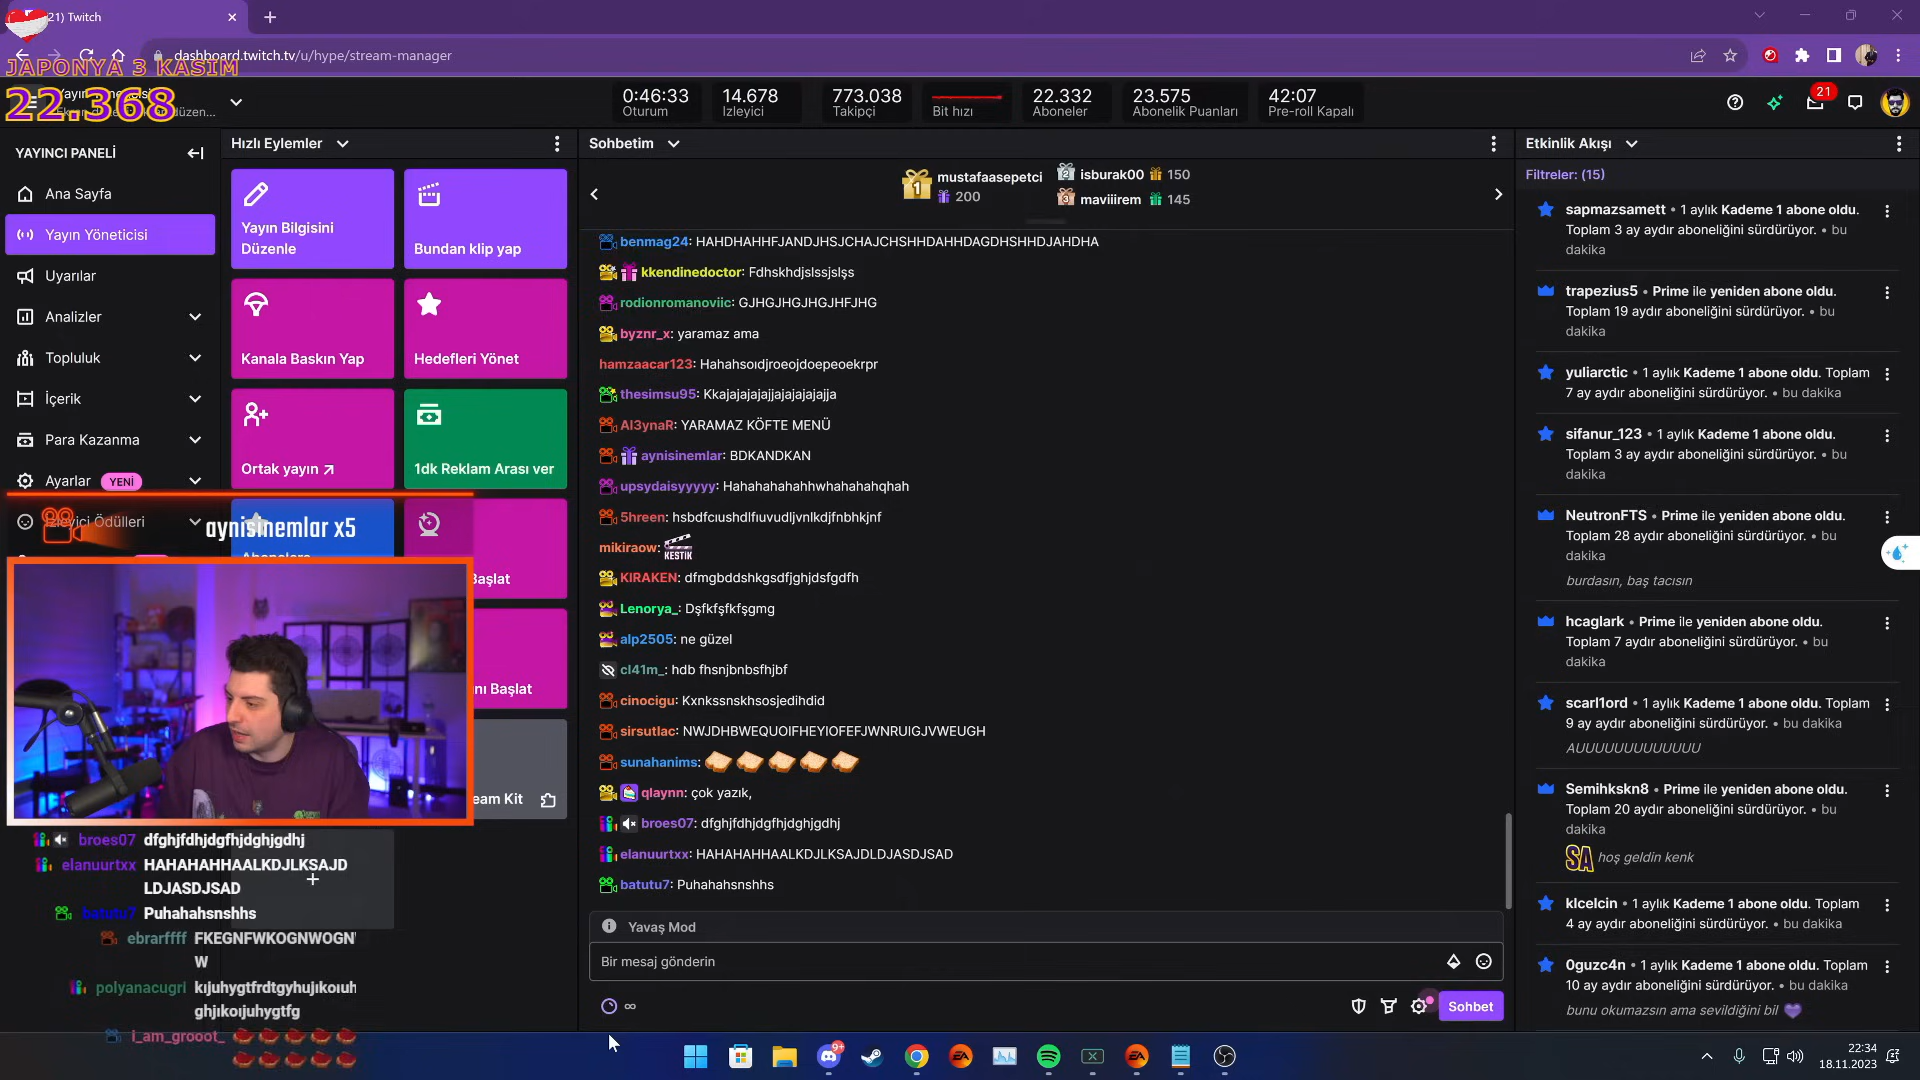 21) Twitch
dashboard.twitch.tv/u/hype/stream-manager
JAPONYA 3 KASIM
22.368
0:46:33
Oturum
14.678
İzleyici
773.038
Takipçi
Bit hızı
22.332
Aboneler
23.575
Abonelik Puanları
42:07
Pre-roll Kapalı
21
YAYINCI PANELİ
Ana Sayfa
Yayın Yöneticisi
Uyarılar
Analizler
Topluluk
İçerik
Para Kazanma
Ayarlar YENİ
İzleyici Ödülleri
aynisinemlar x5
Hızlı Eylemler
Yayın Bilgisini
Düzenle
Bundan klip yap
Kanala Baskın Yap
Hedefleri Yönet
Ortak yayın
1dk Reklam Arası ver
broes07 dfghjfdhjdgfhjdghjgdhj
elanuurtxx HAHAHAHHAALKDJLKSAJD
LDJASDJSAD
batutu7 Puhahahsnshhs
ebrarffff FKEGNFWKOGNWOGN
W
polyanacugri kıjuhygtfrdtgyhujıkoıuh
ghjıkoıjuhygtfg
i_am_grooot_
Sohbetim
1 mustafaasepetci
200
2 isburak00 150
3 maviiirem 145
benmag24: HAHDHAHHFJANDJHSJCHAJCHSHHDAHHDAGDHSHHDJAHDHA
kkendinedoctor: Fdhskhdjslssjslşs
rodionromanoviic: GJHGJHGJHGJHFJHG
byznr_x: yaramaz ama
hamzaacar123: Hahahsoıdjroeojdoepeoekrpr
thesimsu95: Kkajajajajajjajajajajajja
Al3ynaR: YARAMAZ KÖFTE MENÜ
aynisinemlar: BDKANDKAN
upsydaisyyyyy: Hahahahahahhwhahahahqhah
5hreen: hsbdfcıushdlfıuvudljvnlkdjfnbhkjnf
mikiraow: KESTİK
KIRAKEN: dfmgbddshkgsdfjghjdsfgdfh
Lenorya_: Dşfkfşfkfşgmg
alp2505: ne güzel
cl41m_: hdb fhsnjbnbsfhjbf
cinocigu: Kxnkssnskhsosjedihdid
sirsutlac: NWJDHBWEQUOIFHEYIOFEFJWNRUIGJVWEUGH
sunahanims:
qlaynn: çok yazık,
broes07: dfghjfdhjdgfhjdghjgdhj
elanuurtxx: HAHAHAHHAALKDJLKSAJDLDJASDJSAD
batutu7: Puhahahsnshhs
Yavaş Mod
Bir mesaj gönderin
Sohbet
Etkinlik Akışı
Filtreler: (15)
sapmazsamett • 1 aylık Kademe 1 abone oldu.
Toplam 3 ay aydır aboneliğini sürdürüyor. • bu
dakika
trapezius5 • Prime ile yeniden abone oldu.
Toplam 19 aydır aboneliğini sürdürüyor. • bu
dakika
yuliarctic • 1 aylık Kademe 1 abone oldu. Toplam
7 ay aydır aboneliğini sürdürüyor. • bu dakika
sifanur_123 • 1 aylık Kademe 1 abone oldu.
Toplam 3 ay aydır aboneliğini sürdürüyor. • bu
dakika
NeutronFTS • Prime ile yeniden abone oldu.
Toplam 28 aydır aboneliğini sürdürüyor. • bu
dakika
burdasın, baş tacısın
hcaglark • Prime ile yeniden abone oldu.
Toplam 7 aydır aboneliğini sürdürüyor. • bu
dakika
scarl1ord • 1 aylık Kademe 1 abone oldu. Toplam
9 ay aydır aboneliğini sürdürüyor. • bu dakika
AUUUUUUUUUUUUU
Semihkskn8 • Prime ile yeniden abone oldu.
Toplam 20 aydır aboneliğini sürdürüyor. • bu
dakika
SA hoş geldin kenk
klcelcin • 1 aylık Kademe 1 abone oldu. Toplam
4 ay aydır aboneliğini sürdürüyor. • bu dakika
0guzc4n • 1 aylık Kademe 1 abone oldu. Toplam
10 ay aydır aboneliğini sürdürüyor. • bu dakika
bunu okumazsın ama sevildiğini bil
9+
22:34
18.11.2023